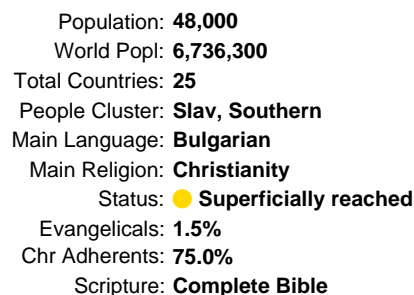 Population: 48,000
World Popl: 6,736,300
Total Countries: 25
People Cluster: Slav, Southern
Main Language: Bulgarian
Main Religion: Christianity
Status: Superficially reached
Evangelicals: 1.5%
Chr Adherents: 75.0%
Scripture: Complete Bible